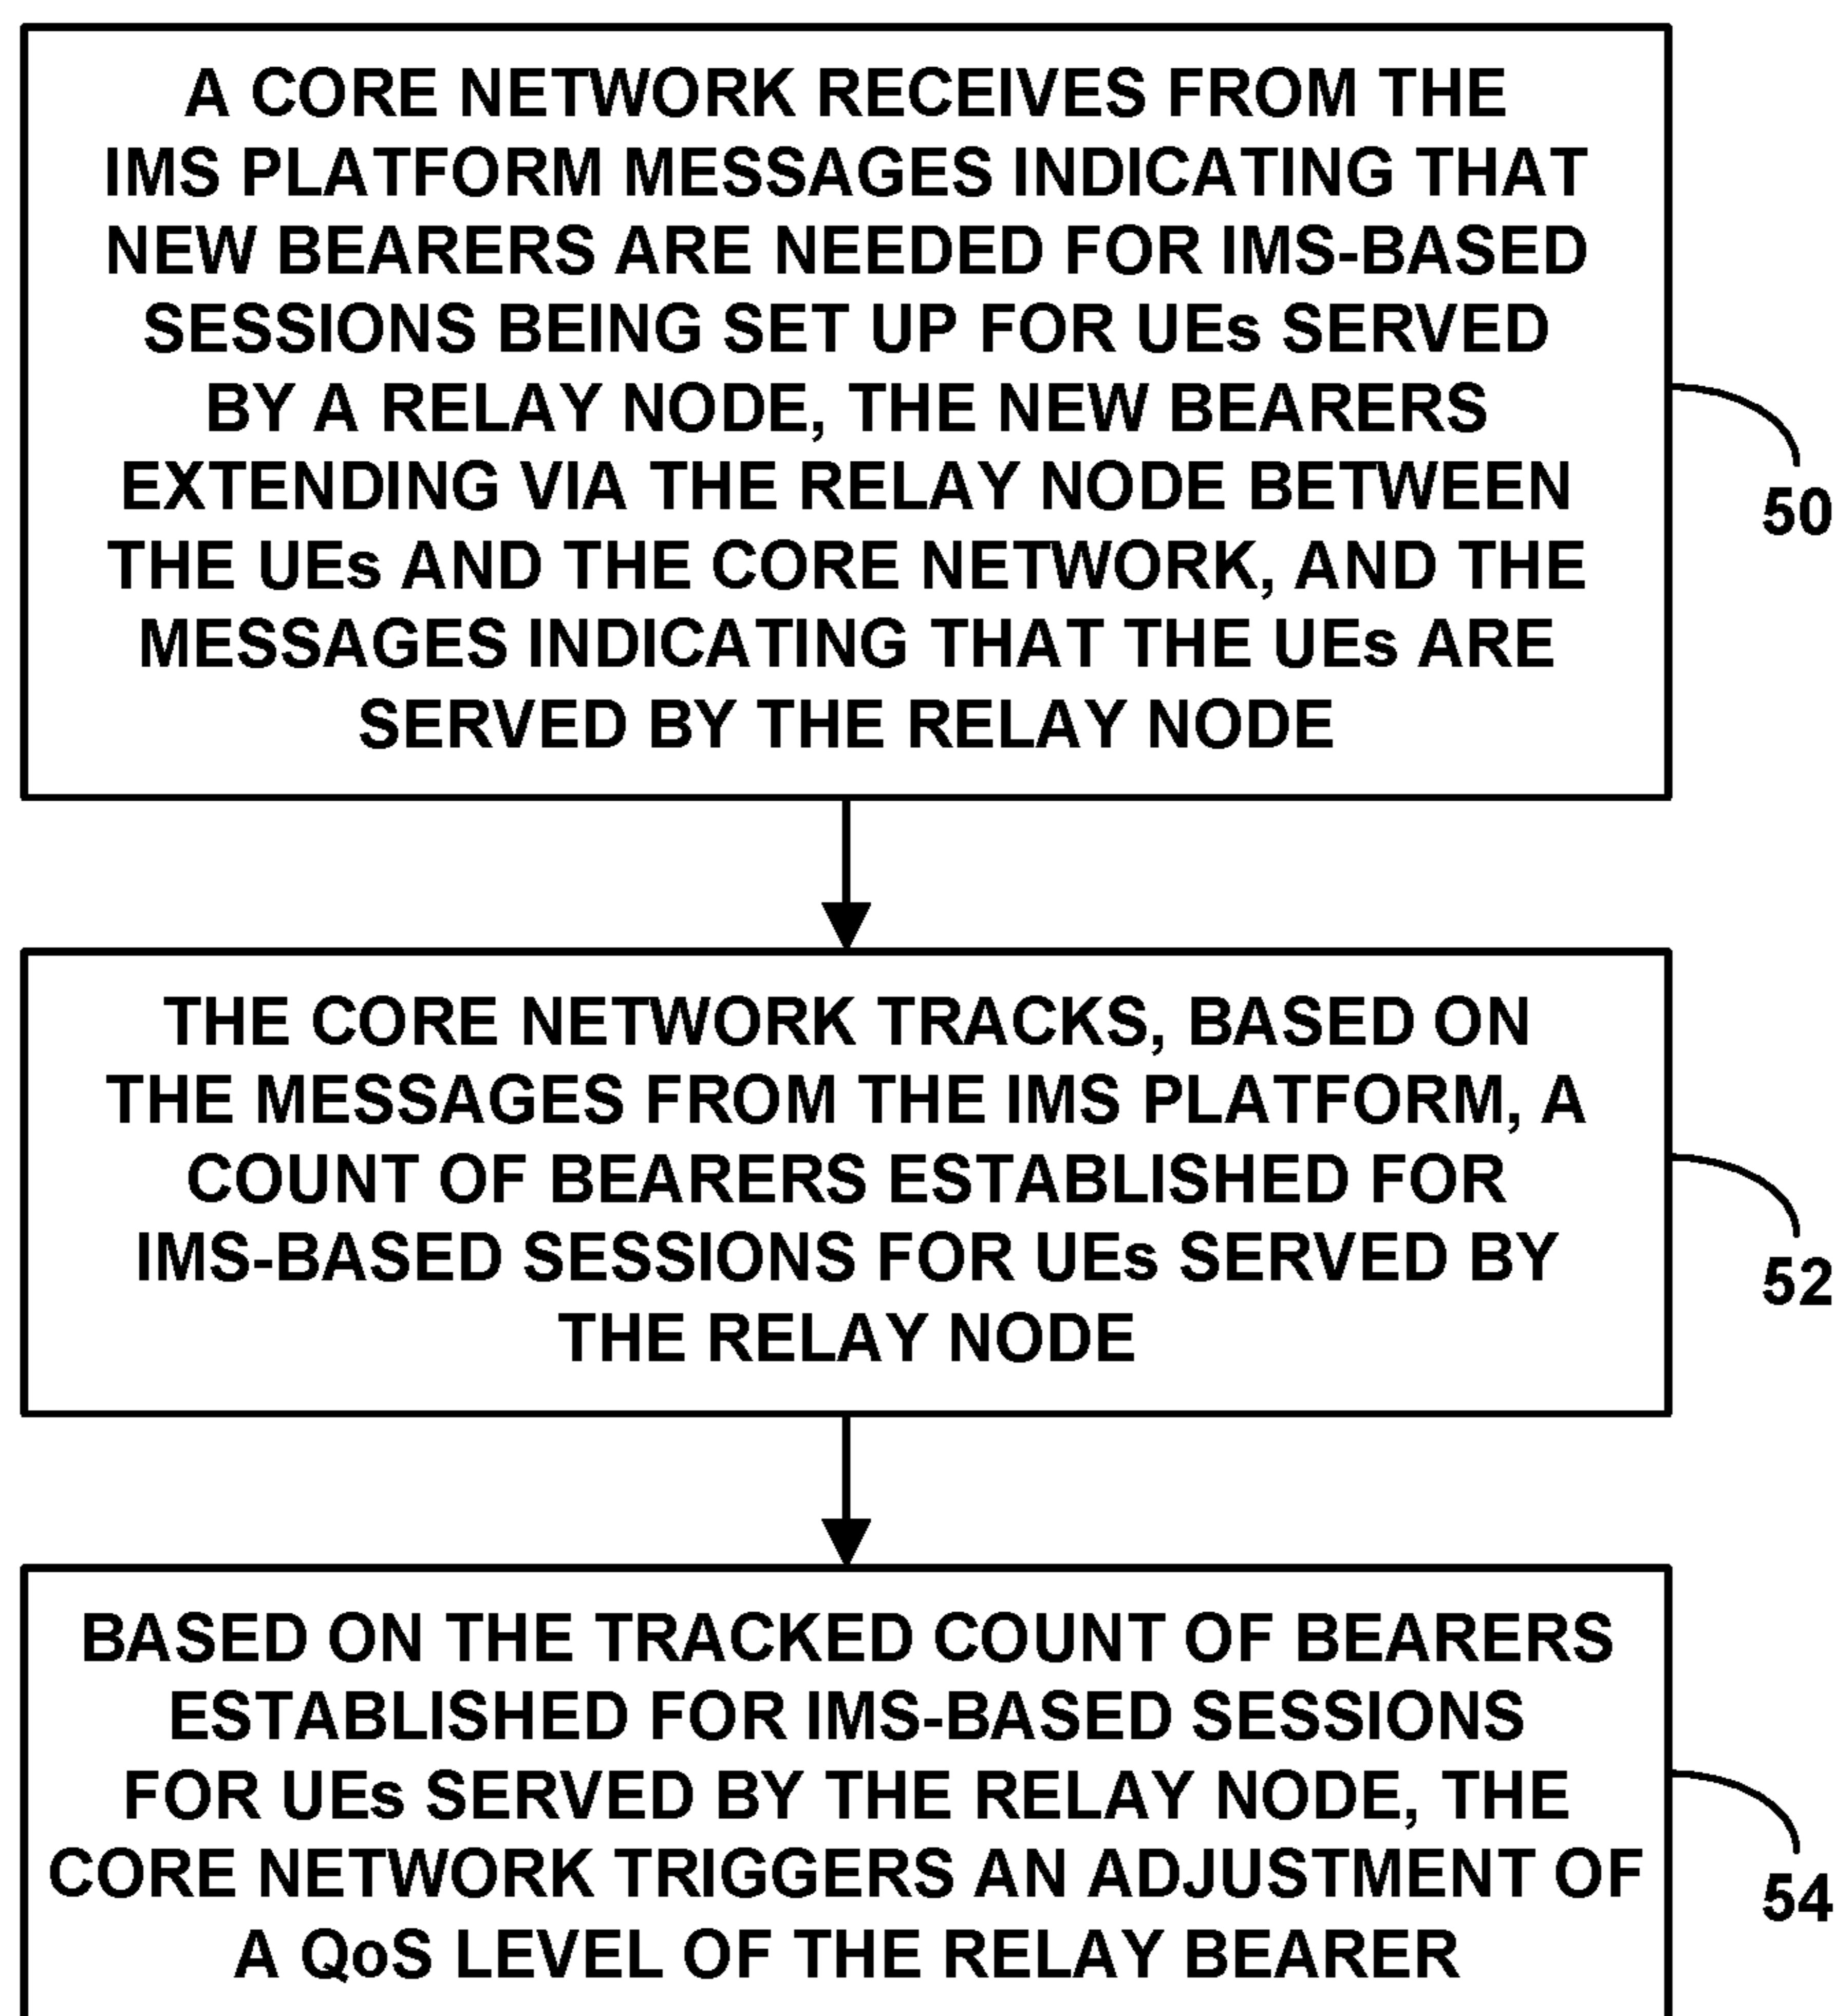 A CORE NETWORK RECEIVES FROM THE
IMS PLATFORM MESSAGES INDICATING THAT
NEW BEARERS ARE NEEDED FOR IMS-BASED
SESSIONS BEING SET UP FOR UEs SERVED
BY A RELAY NODE, THE NEW BEARERS
EXTENDING VIA THE RELAY NODE BETWEEN
THE UEs AND THE CORE NETWORK, AND THE
MESSAGES INDICATING THAT THE UEs ARE
SERVED BY THE RELAY NODE
50
THE CORE NETWORK TRACKS, BASED ON
THE MESSAGES FROM THE IMS PLATFORM, A
COUNT OF BEARERS ESTABLISHED FOR
IMS-BASED SESSIONS FOR UEs SERVED BY
THE RELAY NODE
52
BASED ON THE TRACKED COUNT OF BEARERS
ESTABLISHED FOR IMS-BASED SESSIONS
FOR UEs SERVED BY THE RELAY NODE, THE
CORE NETWORK TRIGGERS AN ADJUSTMENT OF
A QoS LEVEL OF THE RELAY BEARER
54